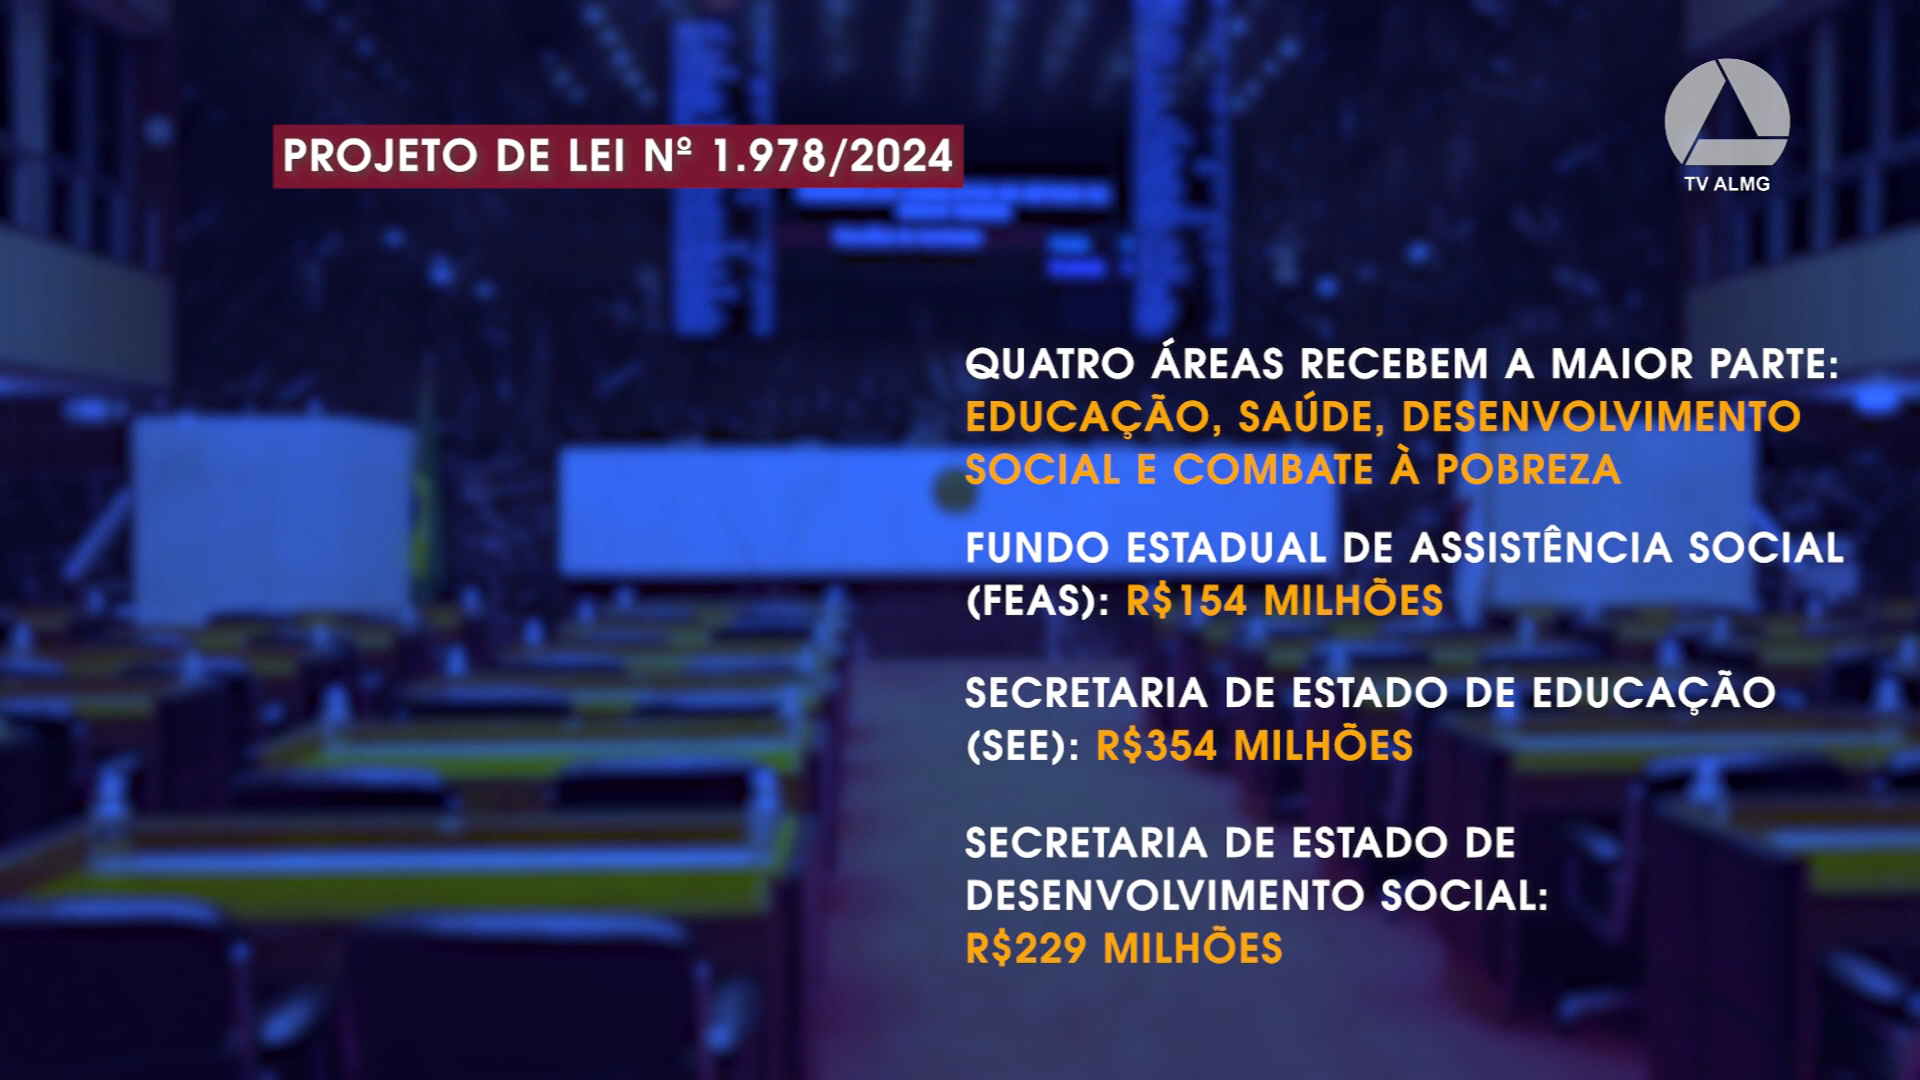 PROJETO DE LEI Nº 1.978/2024
TV ALMG
QUATRO ÁREAS RECEBEM A MAIOR PARTE:
EDUCAÇÃO, SAÚDE, DESENVOLVIMENTO
SOCIAL E COMBATE À POBREZA
FUNDO ESTADUAL DE ASSISTÊNCIA SOCIAL
(FEAS): R$154 MILHÕES
SECRETARIA DE ESTADO DE EDUCAÇÃO
(SEE): R$354 MILHÕES
SECRETARIA DE ESTADO DE
DESENVOLVIMENTO SOCIAL:
R$229 MILHÕES